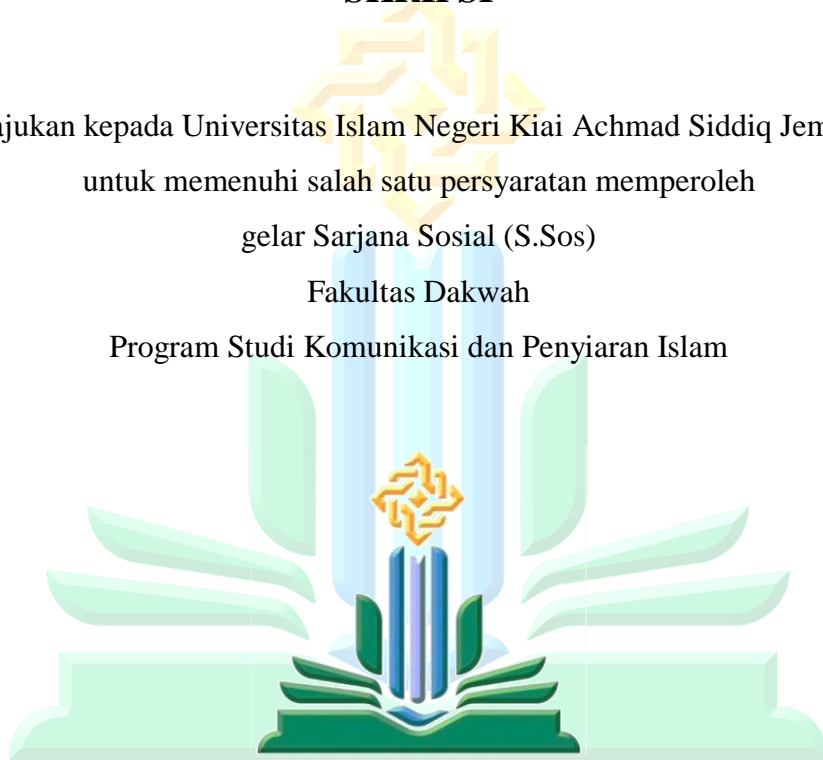 ajukan kepada Universitas Islam Negeri Kiai Achmad Siddiq Jem
untuk memenuhi salah satu persyaratan memperoleh
gelar Sarjana Sosial (S.Sos)
Fakultas Dakwah
Program Studi Komunikasi dan Penyiaran Islam